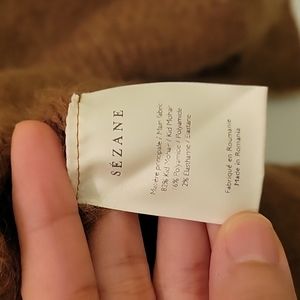 SÉZANE
Matière principale / Main fabric
82% Kid Mohair / Kid Mohair
16% Polyamide / Polyamide
2% Elasthanne / Elastane
Fabriqué en Roumanie
Made in Romania